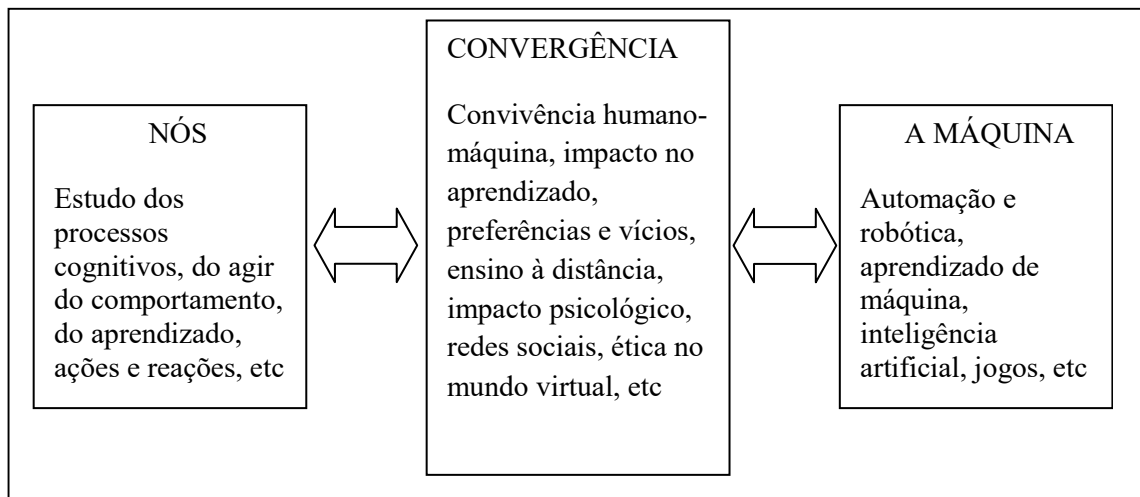 NÓS
Estudo dos
processos
cognitivos, do agir
do comportamento,
do aprendizado,
ações e reações, etc
CONVERGÊNCIA
Convivência humano-
máquina, impacto no
aprendizado,
preferências e vícios,
ensino à distância,
impacto psicológico,
redes sociais, ética no
mundo virtual, etc
A MÁQUINA
Automação e
robótica,
aprendizado de
máquina,
inteligência
artificial, jogos, etc